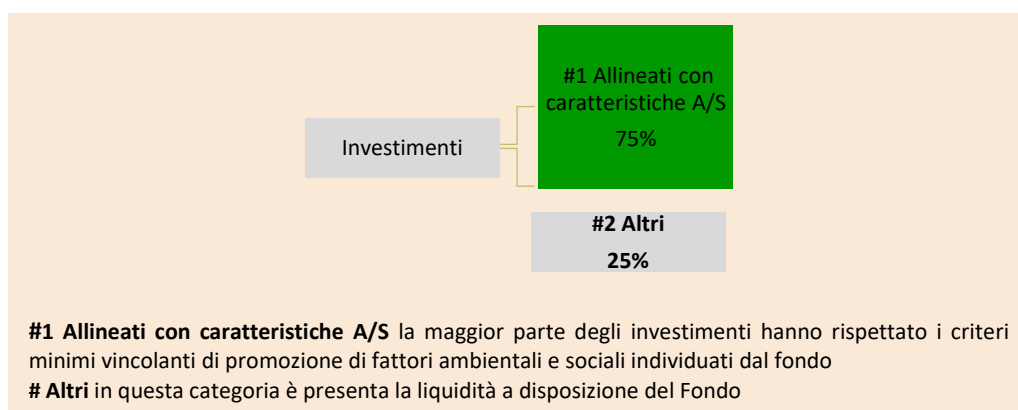 #1 Allineati con
caratteristiche A/S
75%
Investimenti
#2 Altri
25%
#1 Allineati con caratteristiche A/S la maggior parte degli investimenti hanno rispettato i criteri
minimi vincolanti di promozione di fattori ambientali e sociali individuati dal fondo
# Altri in questa categoria è presenta la liquidità a disposizione del Fondo